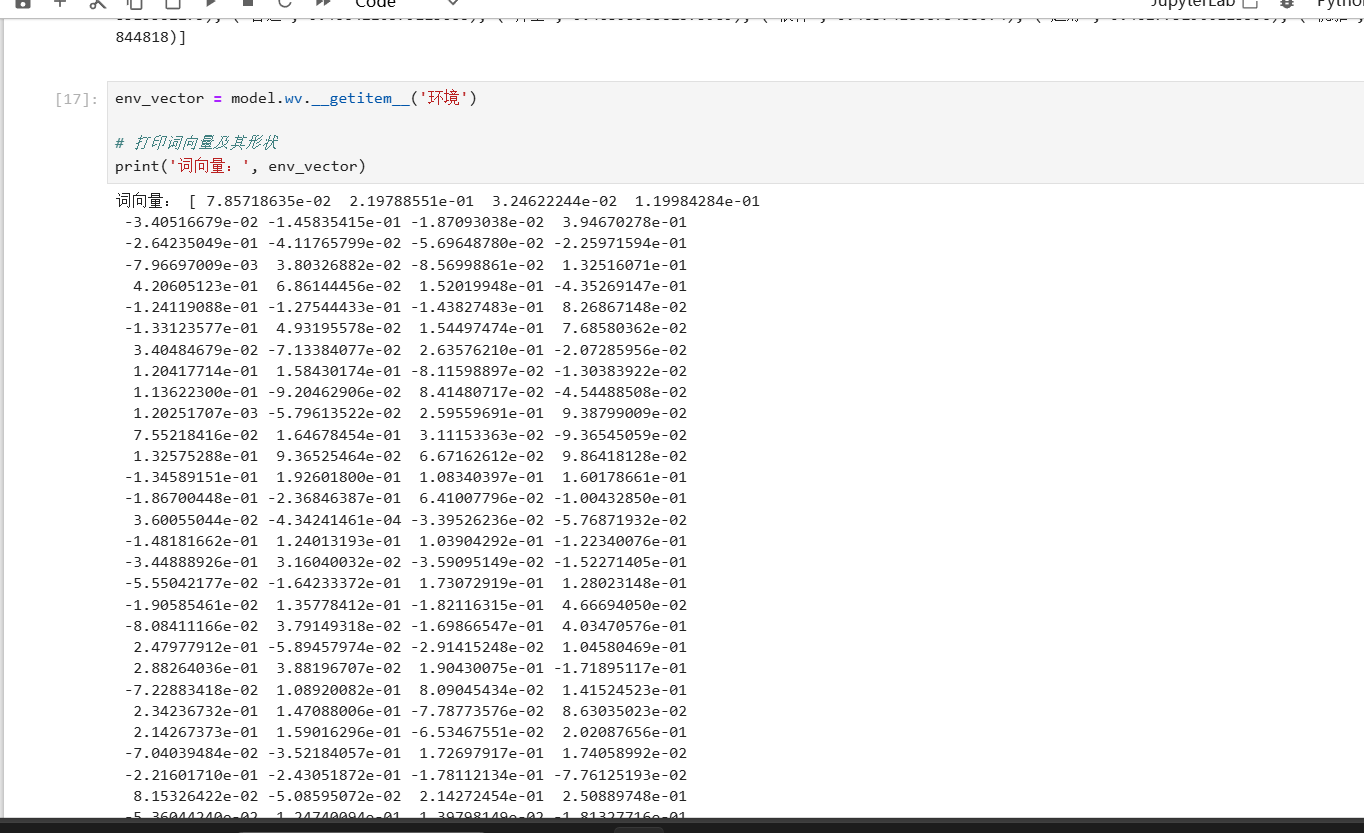 Code
JupyterLab
844818)]
[17]:
env_vector = model.wv.__getitem__('环境')
# 打印词向量及其形状
print('词向量：', env_vector)
词向量： [ 7.85718635e-02  2.19788551e-01  3.24622244e-02  1.19984284e-01
-3.40516679e-02 -1.45835415e-01 -1.87093038e-02  3.94670278e-01
-2.64235049e-01 -4.11765799e-02 -5.69648780e-02 -2.25971594e-01
-7.96697009e-03  3.80326882e-02 -8.56998861e-02  1.32516071e-01
4.20605123e-01  6.86144456e-02  1.52019948e-01 -4.35269147e-01
-1.24119088e-01 -1.27544433e-01 -1.43827483e-01  8.26867148e-02
-1.33123577e-01  4.93195578e-02  1.54497474e-01  7.68580362e-02
3.40484679e-02 -7.13384077e-02  2.63576210e-01 -2.07285956e-02
1.20417714e-01  1.58430174e-01 -8.11598897e-02 -1.30383922e-02
1.13622300e-01 -9.20462906e-02  8.41480717e-02 -4.54488508e-02
1.20251707e-03 -5.79613522e-02  2.59559691e-01  9.38799009e-02
7.55218416e-02  1.64678454e-01  3.11153363e-02 -9.36545059e-02
1.32575288e-01  9.36525464e-02  6.67162612e-02  9.86418128e-02
-1.34589151e-01  1.92601800e-01  1.08340397e-01  1.60178661e-01
-1.86700448e-01 -2.36846387e-01  6.41007796e-02 -1.00432850e-01
3.60055044e-02 -4.34241461e-04 -3.39526236e-02 -5.76871932e-02
-1.48181662e-01  1.24013193e-01  1.03904292e-01 -1.22340076e-01
-3.44888926e-01  3.16040032e-02 -3.59095149e-02 -1.52271405e-01
-5.55042177e-02 -1.64233372e-01  1.73072919e-01  1.28023148e-01
-1.90585461e-02  1.35778412e-01 -1.82116315e-01  4.66694050e-02
-8.08411166e-02  3.79149318e-02 -1.69866547e-01  4.03470576e-01
2.47977912e-01 -5.89457974e-02 -2.91415248e-02  1.04580469e-01
2.88264036e-01  3.88196707e-02  1.90430075e-01 -1.71895117e-01
-7.22883418e-02  1.08920082e-01  8.09045434e-02  1.41524523e-01
2.34236732e-01  1.47088006e-01 -7.78773576e-02  8.63035023e-02
2.14267373e-01  1.59016296e-01 -6.53467551e-02  2.02087656e-01
-7.04039484e-02 -3.52184057e-01  1.72697917e-01  1.74058992e-02
-2.21601710e-01 -2.43051872e-01 -1.78112134e-01 -7.76125193e-02
8.15326422e-02 -5.08595072e-02  2.14272454e-01  2.50889748e-01